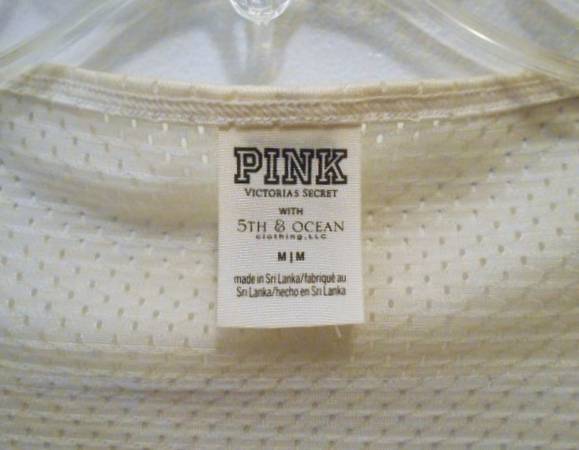 PINK
VICTORIA'S SECRET
WITH
5TH & OCEAN
clothing, LLC
M|M
made in Sri Lanka/fabriqué au
Sri Lanka/hecho en Sri Lanka